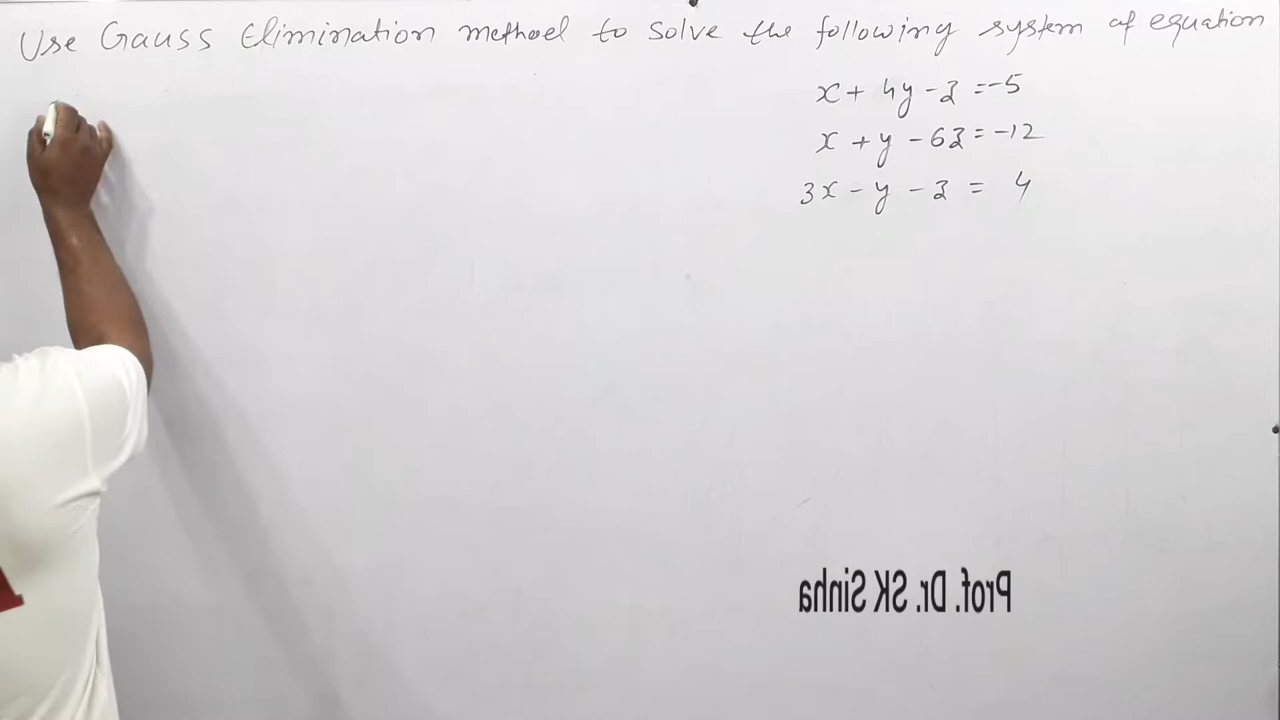 Use Gauss Elimination method to solve the following system of equation
x + 4y - z = -5
x + y - 6z = -12
3x - y - z = 4
Prof. Dr. SK Sinha